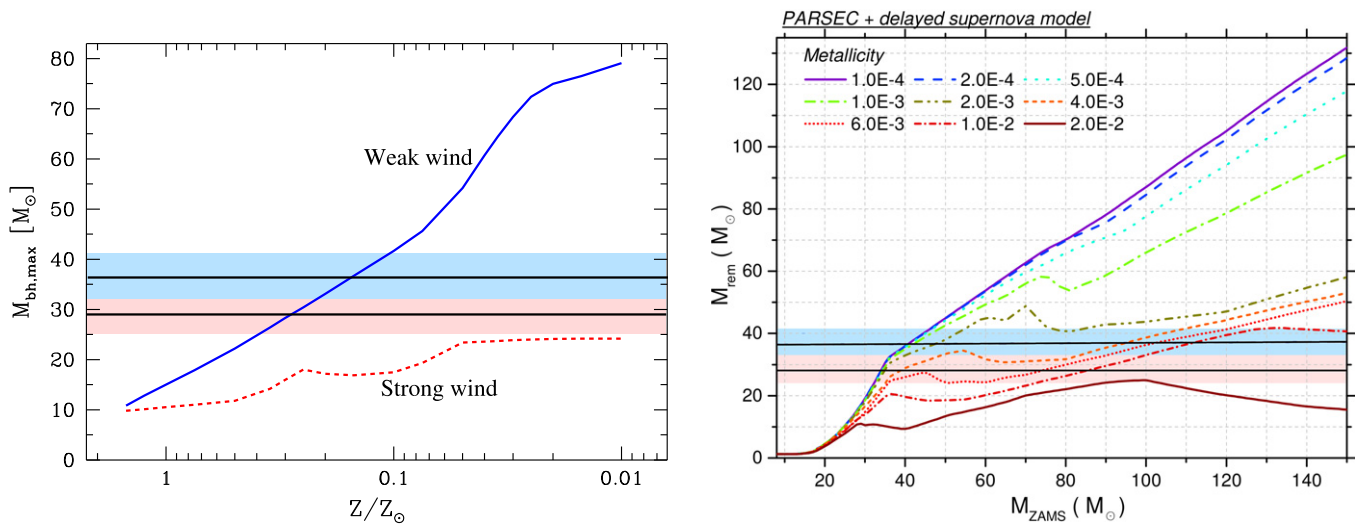 80
70
60
50
40
30
20
10
0
M_bh,max [M_⊙]
Weak wind
Strong wind
1
0.1
0.01
Z/Z_⊙
PARSEC + delayed supernova model
Metallicity
1.0E-4 2.0E-4 5.0E-4
1.0E-3 2.0E-3 4.0E-3
6.0E-3 1.0E-2 2.0E-2
120
100
80
60
40
20
0
M_rem ( M_⊙)
20 40 60 80 100 120 140
M_ZAMS ( M_⊙)